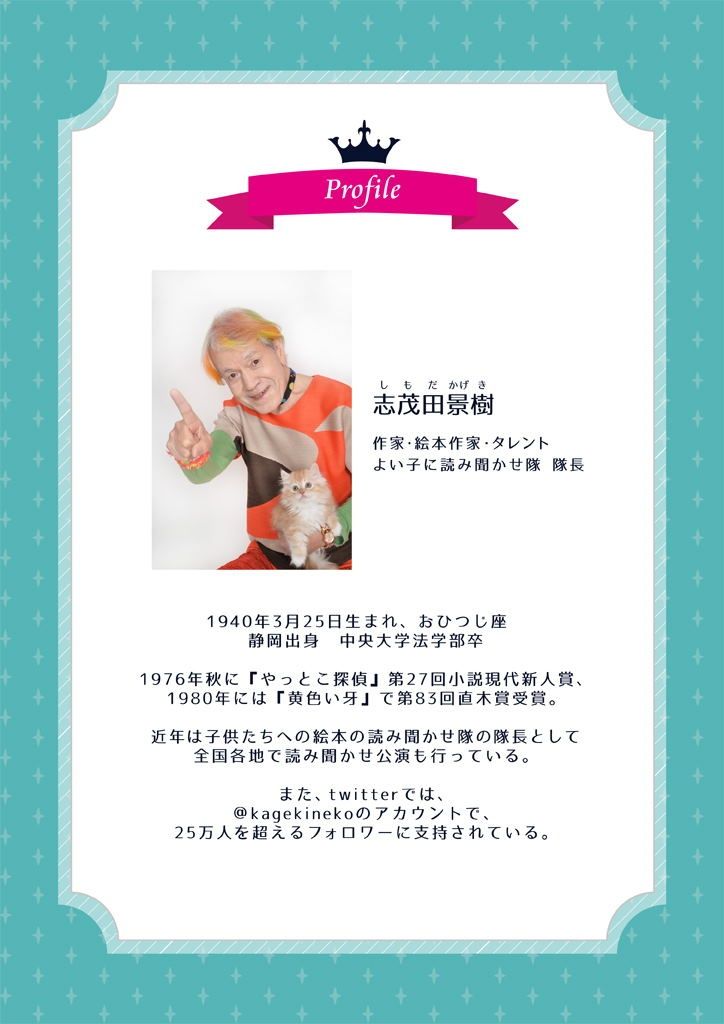 Profile
しもだ かげき
志茂田景樹
作家・絵本作家・タレント
よい子に読み聞かせ隊 隊長
1940年3月25日生まれ、おひつじ座
静岡出身　中央大学法学部卒
1976年秋に『やっとこ探偵』第27回小説現代新人賞、
1980年には『黄色い牙』で第83回直木賞受賞。
近年は子供たちへの絵本の読み聞かせ隊の隊長として
全国各地で読み聞かせ公演も行っている。
また、twitterでは、
@kagekinekoのアカウントで、
25万人を超えるフォロワーに支持されている。